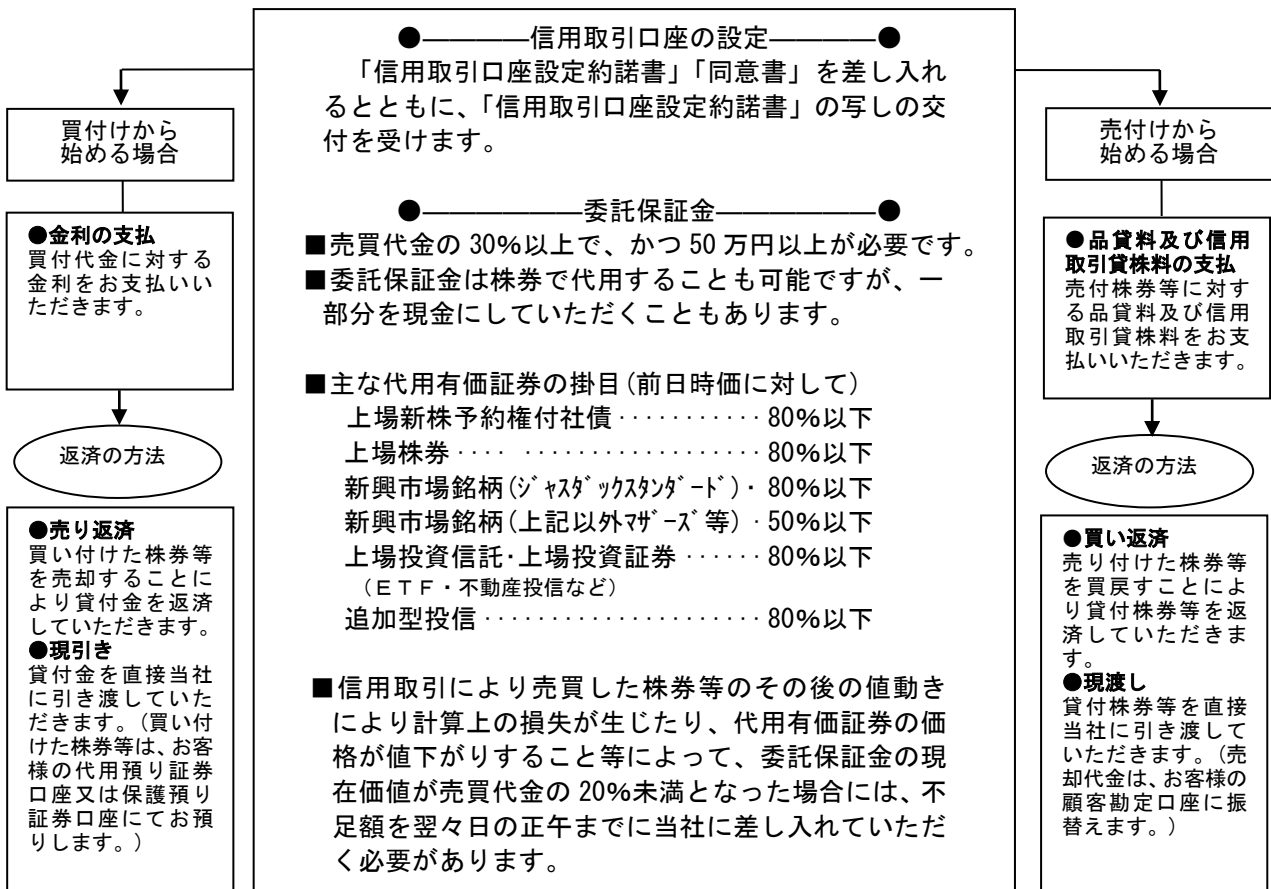 ●―――――信用取引口座の設定―――――●
「信用取引口座設定約諾書」「同意書」を差し入れ
るとともに、「信用取引口座設定約諾書」の写しの交
付を受けます。
●――――――委託保証金――――――●
■売買代金の 30%以上で、かつ 50 万円以上が必要です。
■委託保証金は株券で代用することも可能ですが、一
部分を現金にしていただくこともあります。
■主な代用有価証券の掛目(前日時価に対して)
上場新株予約権付社債··········· 80%以下
上場株券···· ·················· 80%以下
新興市場銘柄(ｼﾞｬｽﾀﾞｯｸｽﾀﾝﾀﾞｰﾄﾞ)· 80%以下
新興市場銘柄(上記以外ﾏｻﾞｰｽﾞ等) ·50%以下
上場投資信託･上場投資証券 ······ 80%以下
(ＥＴＦ・不動産投信など)
追加型投信····················· 80%以下
■信用取引により売買した株券等のその後の値動き
により計算上の損失が生じたり、代用有価証券の価
格が値下がりすること等によって、委託保証金の現
在価値が売買代金の 20%未満となった場合には、不
足額を翌々日の正午までに当社に差し入れていただ
く必要があります。
買付けから
始める場合
●金利の支払
買付代金に対する
金利をお支払いい
ただきます。
返済の方法
●売り返済
買い付けた株券等
を売却することに
より貸付金を返済
していただきます。
●現引き
貸付金を直接当社
に引き渡していた
だきます。(買い付
けた株券等は、お客
様の代用預り証券
口座又は保護預り
証券口座にてお預
りします。)
売付けから
始める場合
●品貸料及び信用
取引貸株料の支払
売付株券等に対す
る品貸料及び信用
取引貸株料をお支
払いいただきます。
返済の方法
●買い返済
売り付けた株券等
を買戻すことによ
り貸付株券等を返
済していただきま
す。
●現渡し
貸付株券等を直接
当社に引き渡して
いただきます。(売
却代金は、お客様の
顧客勘定口座に振
替えます。)